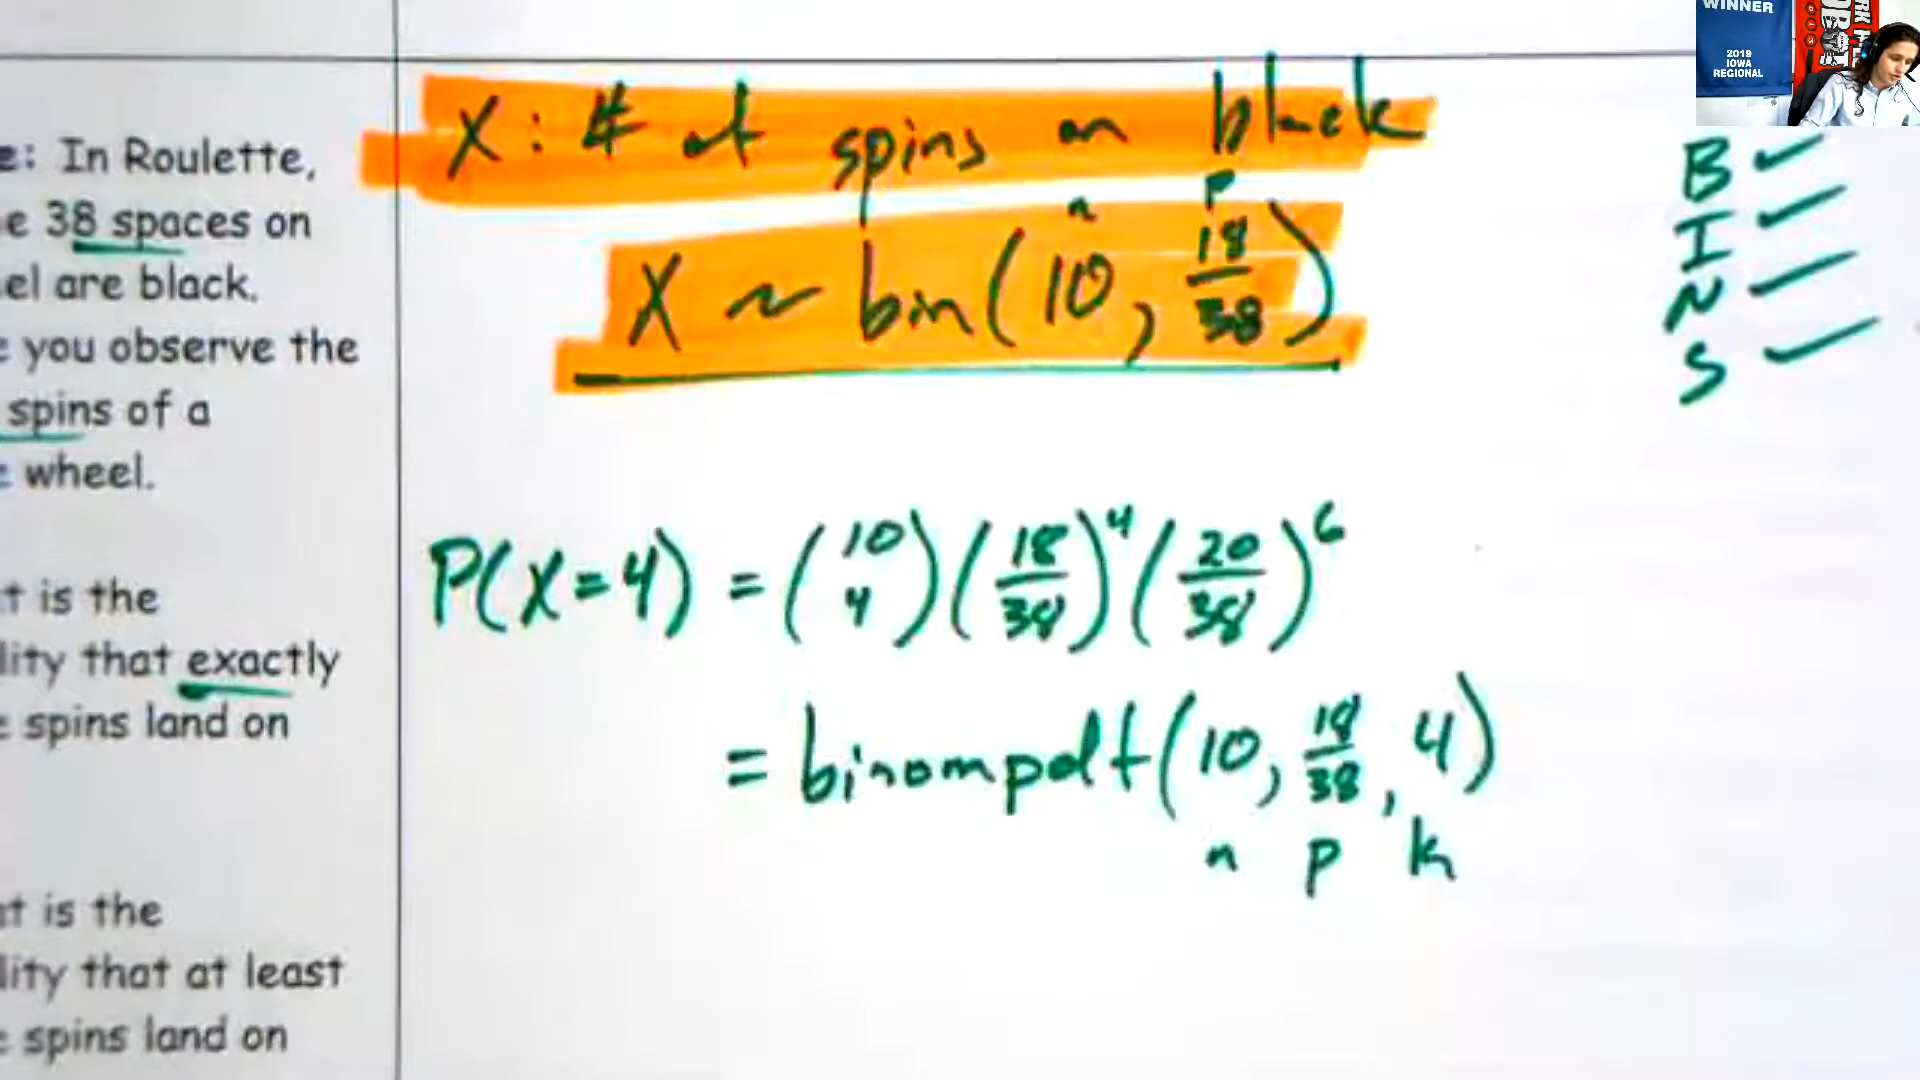 WINNER
2019
IOWA
REGIONAL
e: In Roulette,
e 38 spaces on
el are black.
e you observe the
spins of a
e wheel.
t is the
lity that exactly
e spins land on
at is the
lity that at least
e spins land on
X: # of spins on black
n p
X ~ bin(10, 18/38)
B ✓
I ✓
N ✓
S ✓
P(X=4) = (10 4)(18/38)^4(20/38)^6
= binompdf(10, 18/38, 4)
n p k